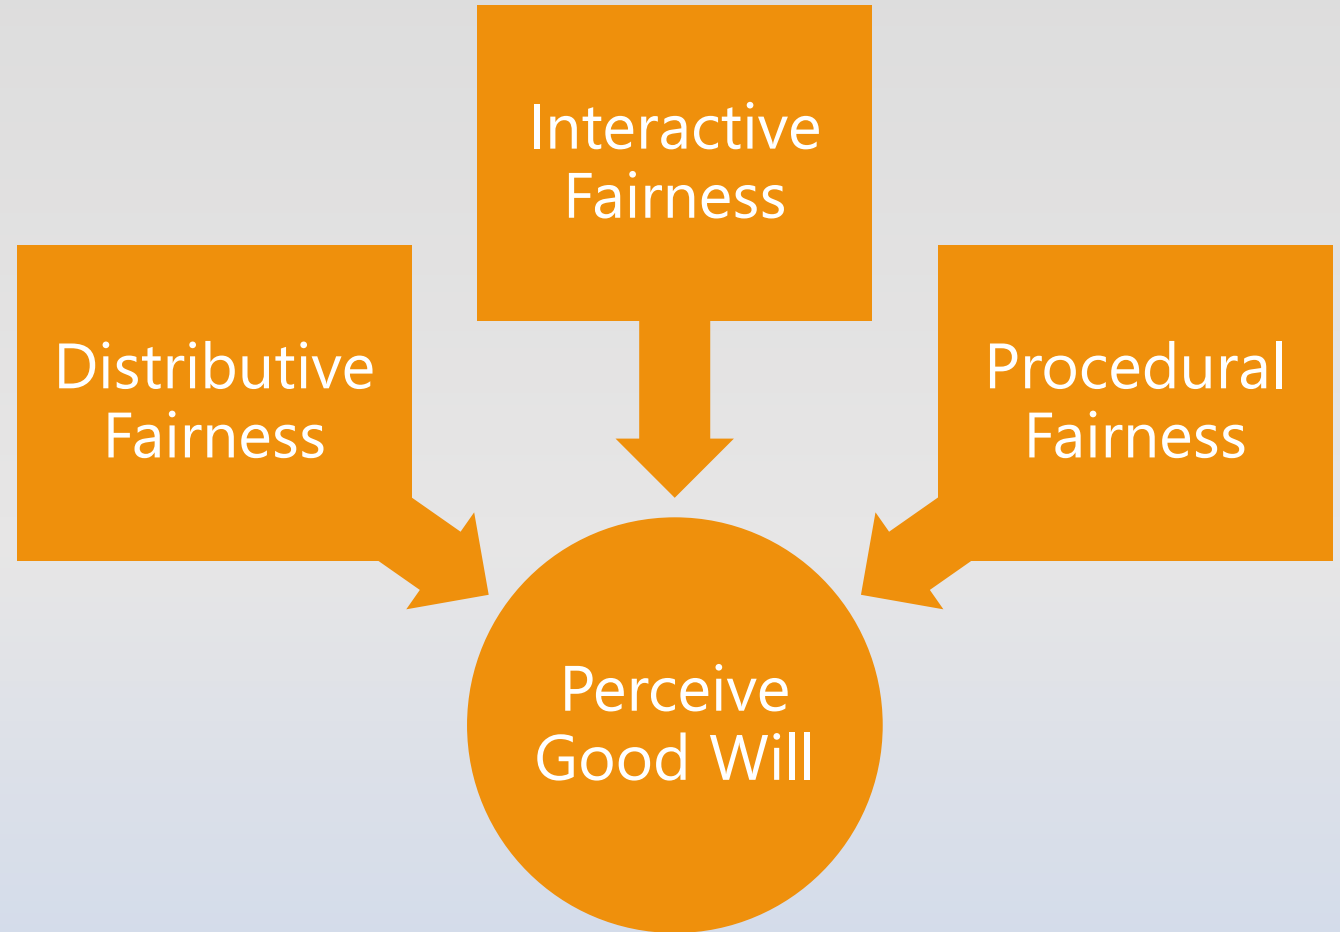 Interactive
Fairness
Distributive
Fairness
Procedural
Fairness
Perceive
Good Will